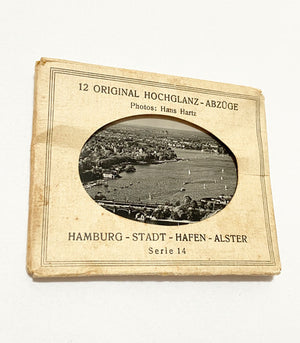 12 ORIGINAL HOCHGLANZ-ABZÜGE
Photos: Hans Hartz
HAMBURG - STADT - HAFEN - ALSTER
Serie 14